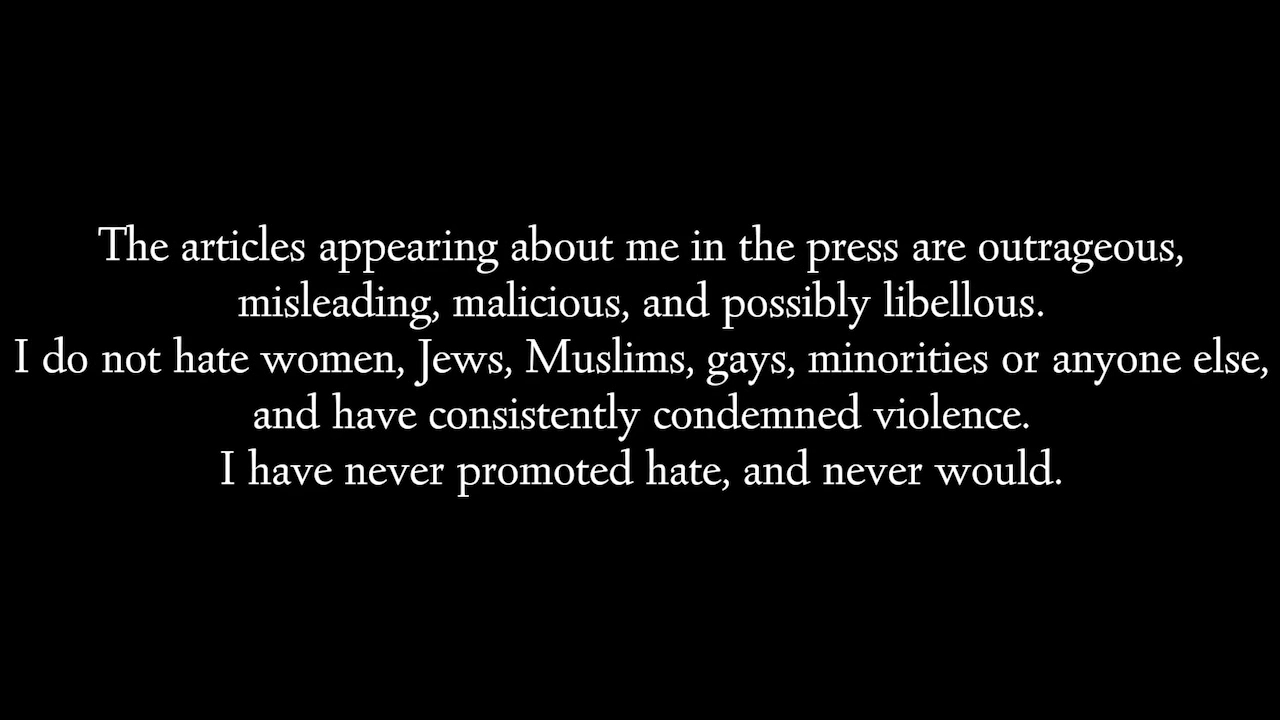 The articles appearing about me in the press are outrageous,
misleading, malicious, and possibly libellous.
I do not hate women, Jews, Muslims, gays, minorities or anyone else,
and have consistently condemned violence.
I have never promoted hate, and never would.